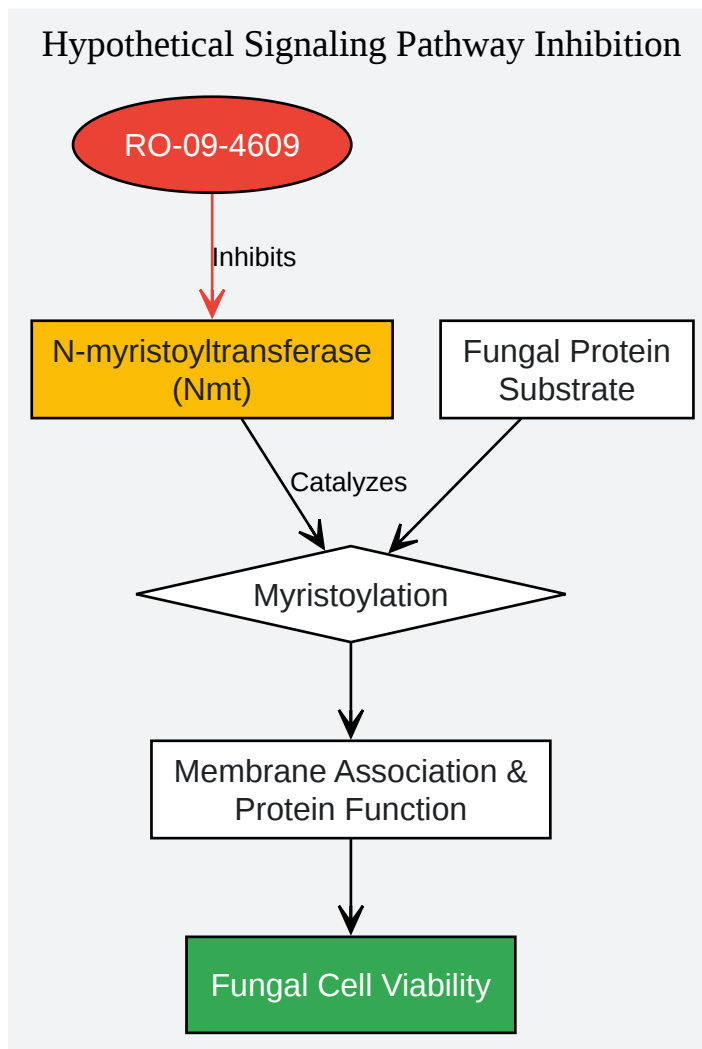 Hypothetical Signaling Pathway Inhibition
RO-09-4609
Inhibits
N-myristoyltransferase
(Nmt)
Fungal Protein
Substrate
Catalyzes
Myristoylation
Membrane Association &
Protein Function
Fungal Cell Viability